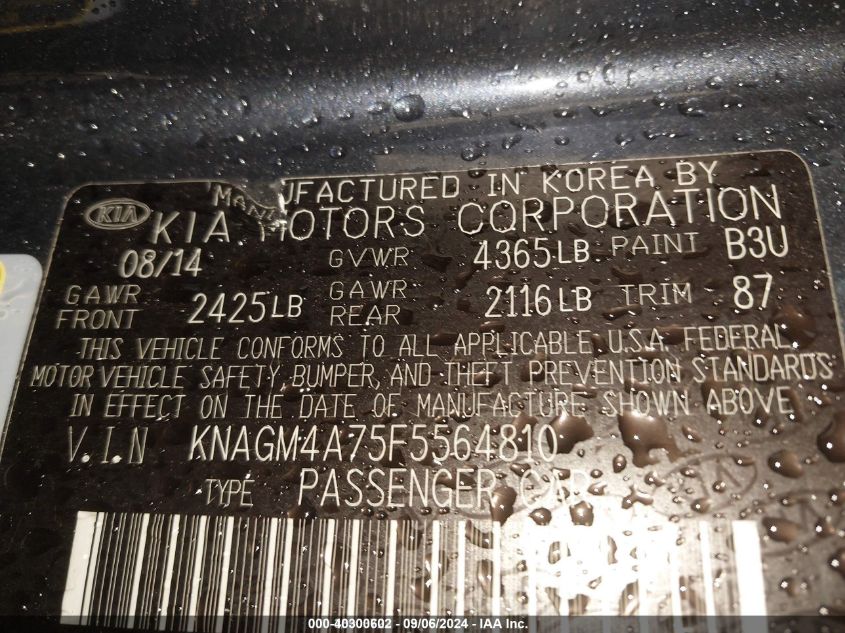 MANUFACTURED IN KOREA BY
KIA KIA MOTORS CORPORATION
08/14 GVWR 4365LB PAINT B3U
GAWR FRONT 2425LB GAWR REAR 2116LB TRIM 87
THIS VEHICLE CONFORMS TO ALL APPLICABLE U.S.A. FEDERAL
MOTOR VEHICLE SAFETY, BUMPER, AND THEFT PREVENTION STANDARDS
IN EFFECT ON THE DATE OF MANUFACTURE SHOWN ABOVE
V.I.N KNAGM4A75F5564810
TYPE PASSENGER CAR
KIA
000-40300602 - 09/06/2024 - IAA Inc.